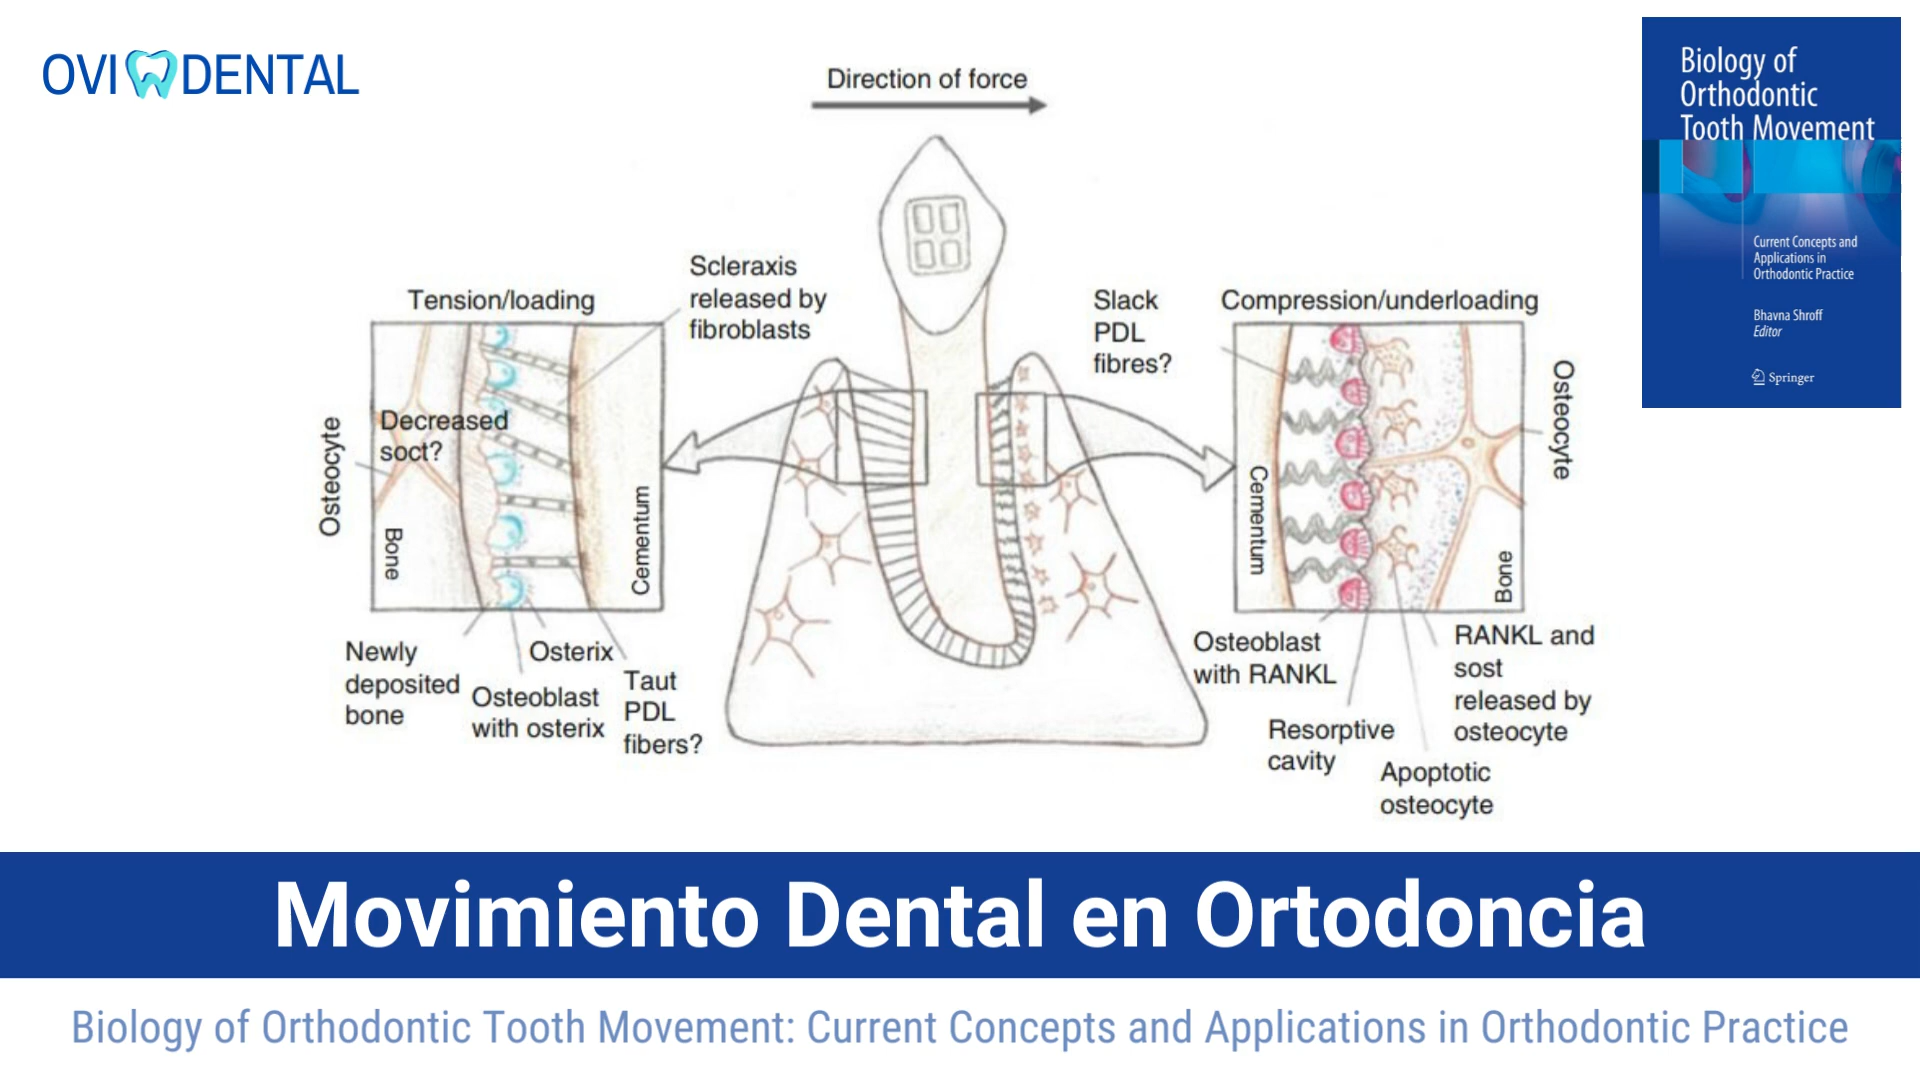 OVI DENTAL
Direction of force
Biology of
Orthodontic
Tooth Movement
Current Concepts and
Applications in
Orthodontic Practice
Bhavna Shroff
Editor
Springer
Tension/loading
Scleraxis
released by
fibroblasts
Slack
PDL
fibres?
Compression/underloading
Osteocyte
Decreased
soct?
Bone
Cementum
Cementum
Bone
Osteocyte
Newly
deposited
bone
Osterix
Osteoblast
with osterix
Taut
PDL
fibers?
Osteoblast
with RANKL
Resorptive
cavity
Apoptotic
osteocyte
RANKL and
sost
released by
osteocyte
Movimiento Dental en Ortodoncia
Biology of Orthodontic Tooth Movement: Current Concepts and Applications in Orthodontic Practice